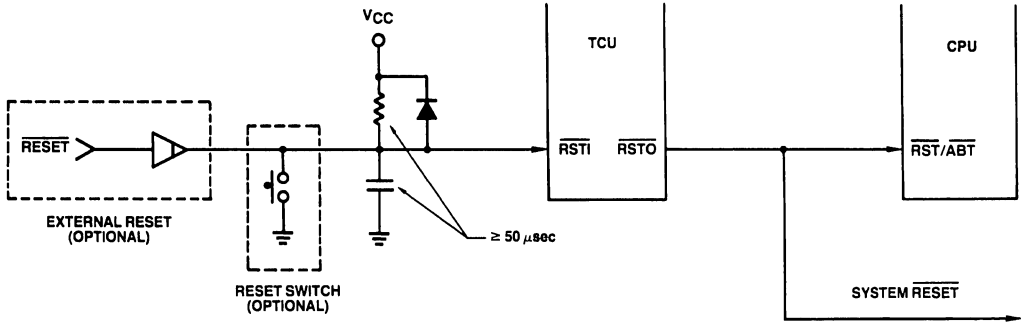 VCC
TCU
CPU
RESET
RSTI
RSTO
RST/ABT
EXTERNAL RESET
(OPTIONAL)
≥ 50 μsec
RESET SWITCH
(OPTIONAL)
SYSTEM RESET